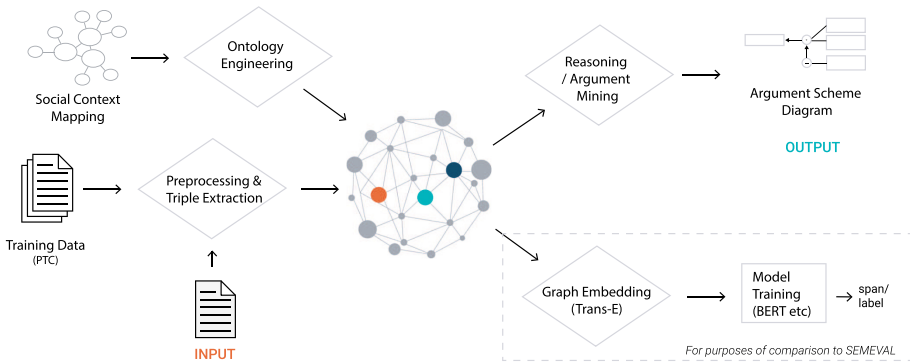 Social Context
Mapping
Ontology
Engineering
Training Data
(PTC)
Preprocessing &
Triple Extraction
INPUT
Reasoning
/ Argument
Mining
Argument Scheme
Diagram
OUTPUT
Graph Embedding
(Trans-E)
Model
Training
(BERT etc)
span/
label
For purposes of comparison to SEMEVAL